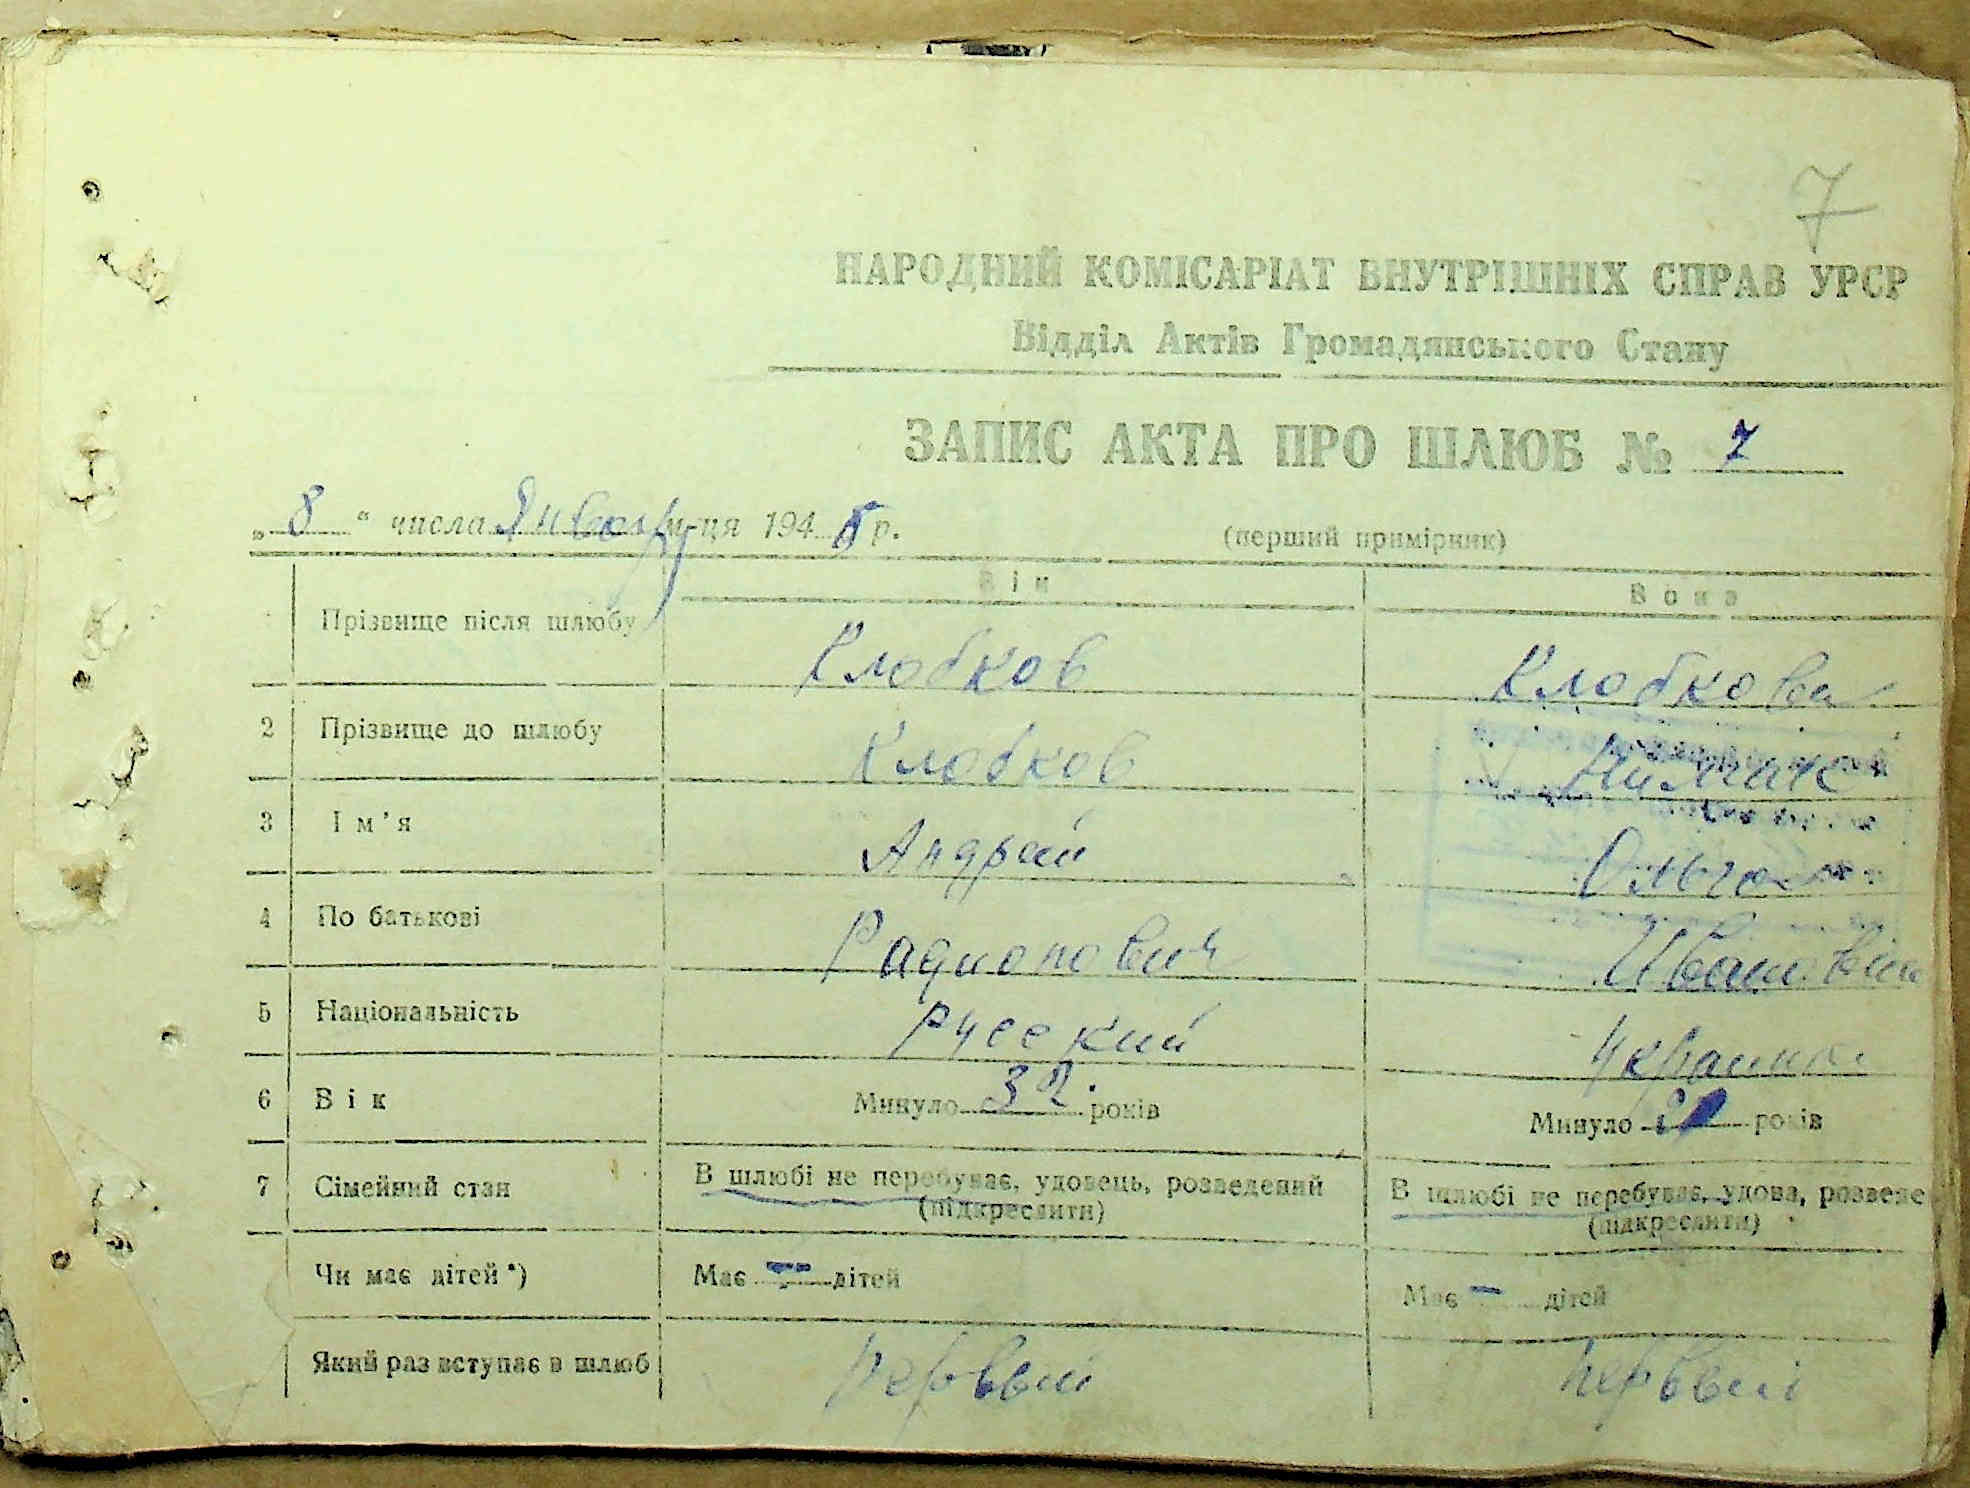 7
НАРОДНИЙ КОМІСАРІАТ ВНУТРІШНІХ СПРАВ УРСР
Відділ Актів Громадянського Стану
ЗАПИС АКТА ПРО ШЛЮБ № 7
„ 8 “ числа Январ м-ця 194 р.
(перший примірник)
Він Вона
Прізвище після шлюбу Клобков Клобкова
2 Прізвище до шлюбу Клобков
3 Ім’я Андрей Ольга
4 По батькові Радионович Ивановна
5 Національність Русский Украинка
6 Вік Минуло 32 років Минуло років
7 Сімейний стан В шлюбі не перебуває, удовець, розведений В шлюбі не перебуває, удова, розведе
(підкреслити) (підкреслити)
Чи має дітей*) Має — дітей Має — дітей
Який раз вступає в шлюб первый первый